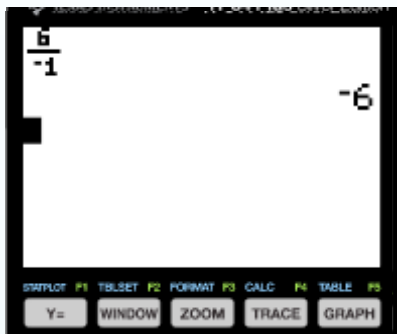 6
-1
-6
STATPLOT F1 TBLSET F2 FORMAT F3 CALC F4 TABLE F5
Y= WINDOW ZOOM TRACE GRAPH